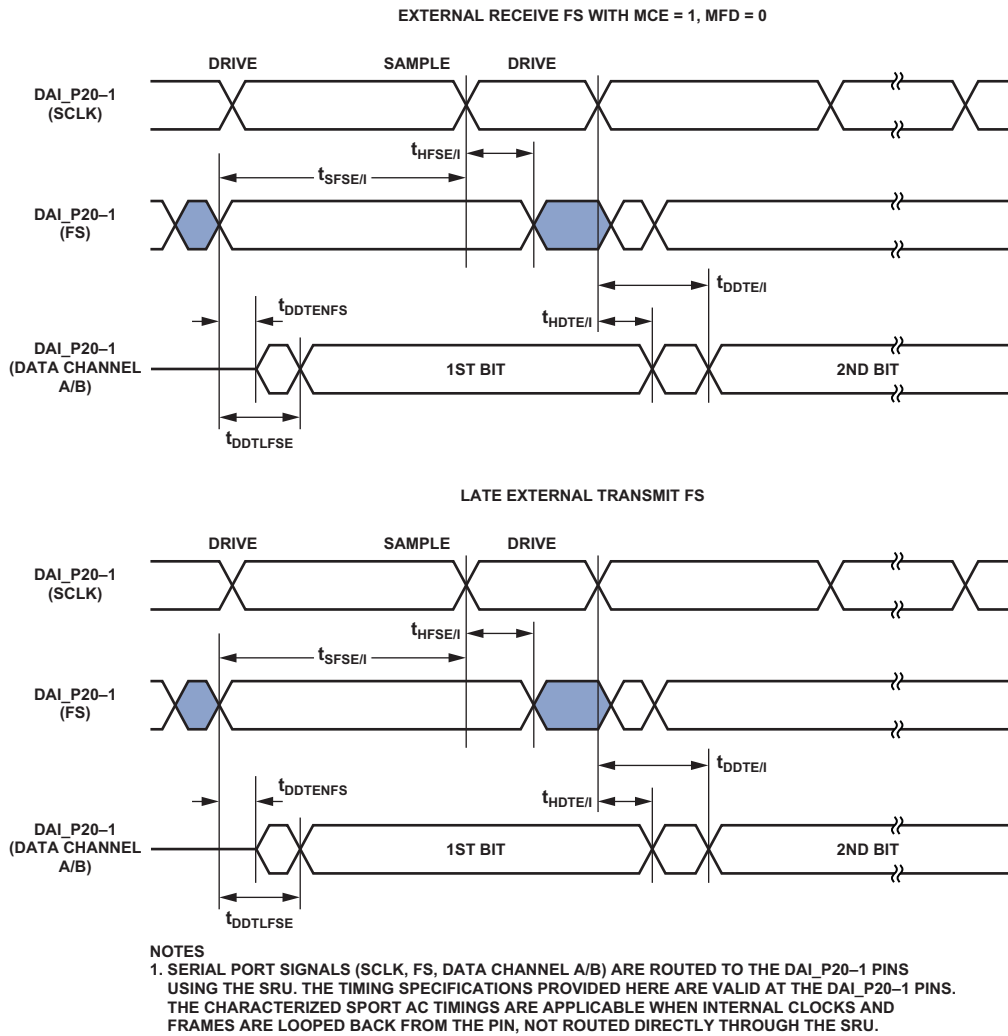 EXTERNAL RECEIVE FS WITH MCE = 1, MFD = 0
DRIVE SAMPLE DRIVE
DAI_P20–1
(SCLK)
tHFSE/I
tSFSE/I
DAI_P20–1
(FS)
tDDTE/I
tDDTENFS
tHDTE/I
DAI_P20–1
(DATA CHANNEL
A/B)
1ST BIT 2ND BIT
tDDTLFSE
LATE EXTERNAL TRANSMIT FS
DRIVE SAMPLE DRIVE
DAI_P20–1
(SCLK)
tHFSE/I
tSFSE/I
DAI_P20–1
(FS)
tDDTE/I
tDDTENFS
tHDTE/I
DAI_P20–1
(DATA CHANNEL
A/B)
1ST BIT 2ND BIT
tDDTLFSE
NOTES
1. SERIAL PORT SIGNALS (SCLK, FS, DATA CHANNEL A/B) ARE ROUTED TO THE DAI_P20–1 PINS
USING THE SRU. THE TIMING SPECIFICATIONS PROVIDED HERE ARE VALID AT THE DAI_P20–1 PINS.
THE CHARACTERIZED SPORT AC TIMINGS ARE APPLICABLE WHEN INTERNAL CLOCKS AND
FRAMES ARE LOOPED BACK FROM THE PIN, NOT ROUTED DIRECTLY THROUGH THE SRU.